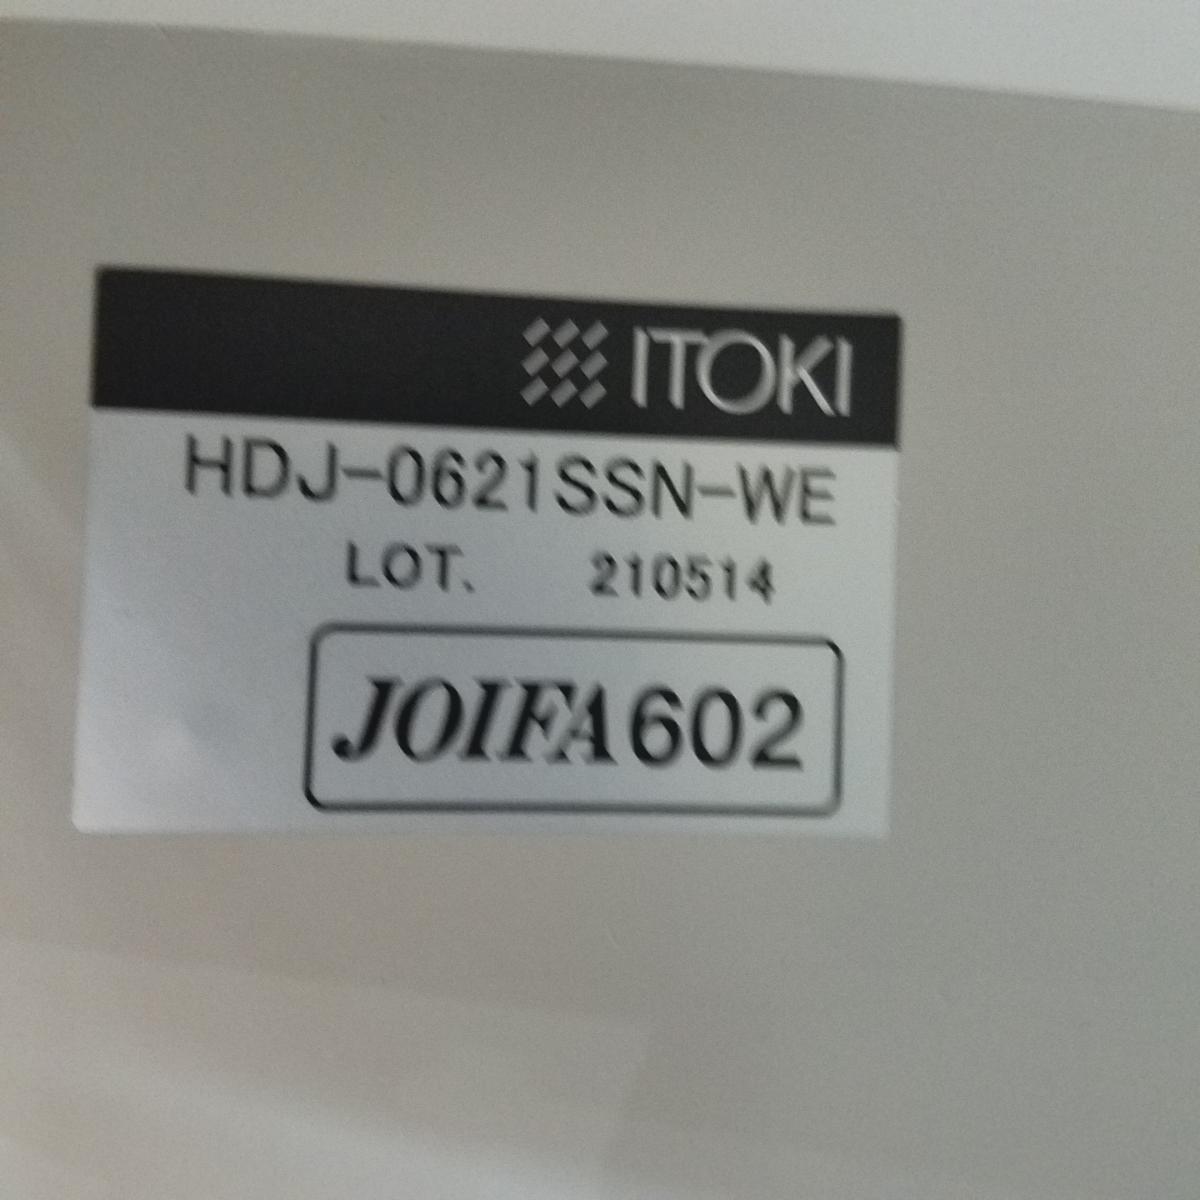 ITOKI
HDJ-0621SSN-WE
LOT. 210514
JOIFA602